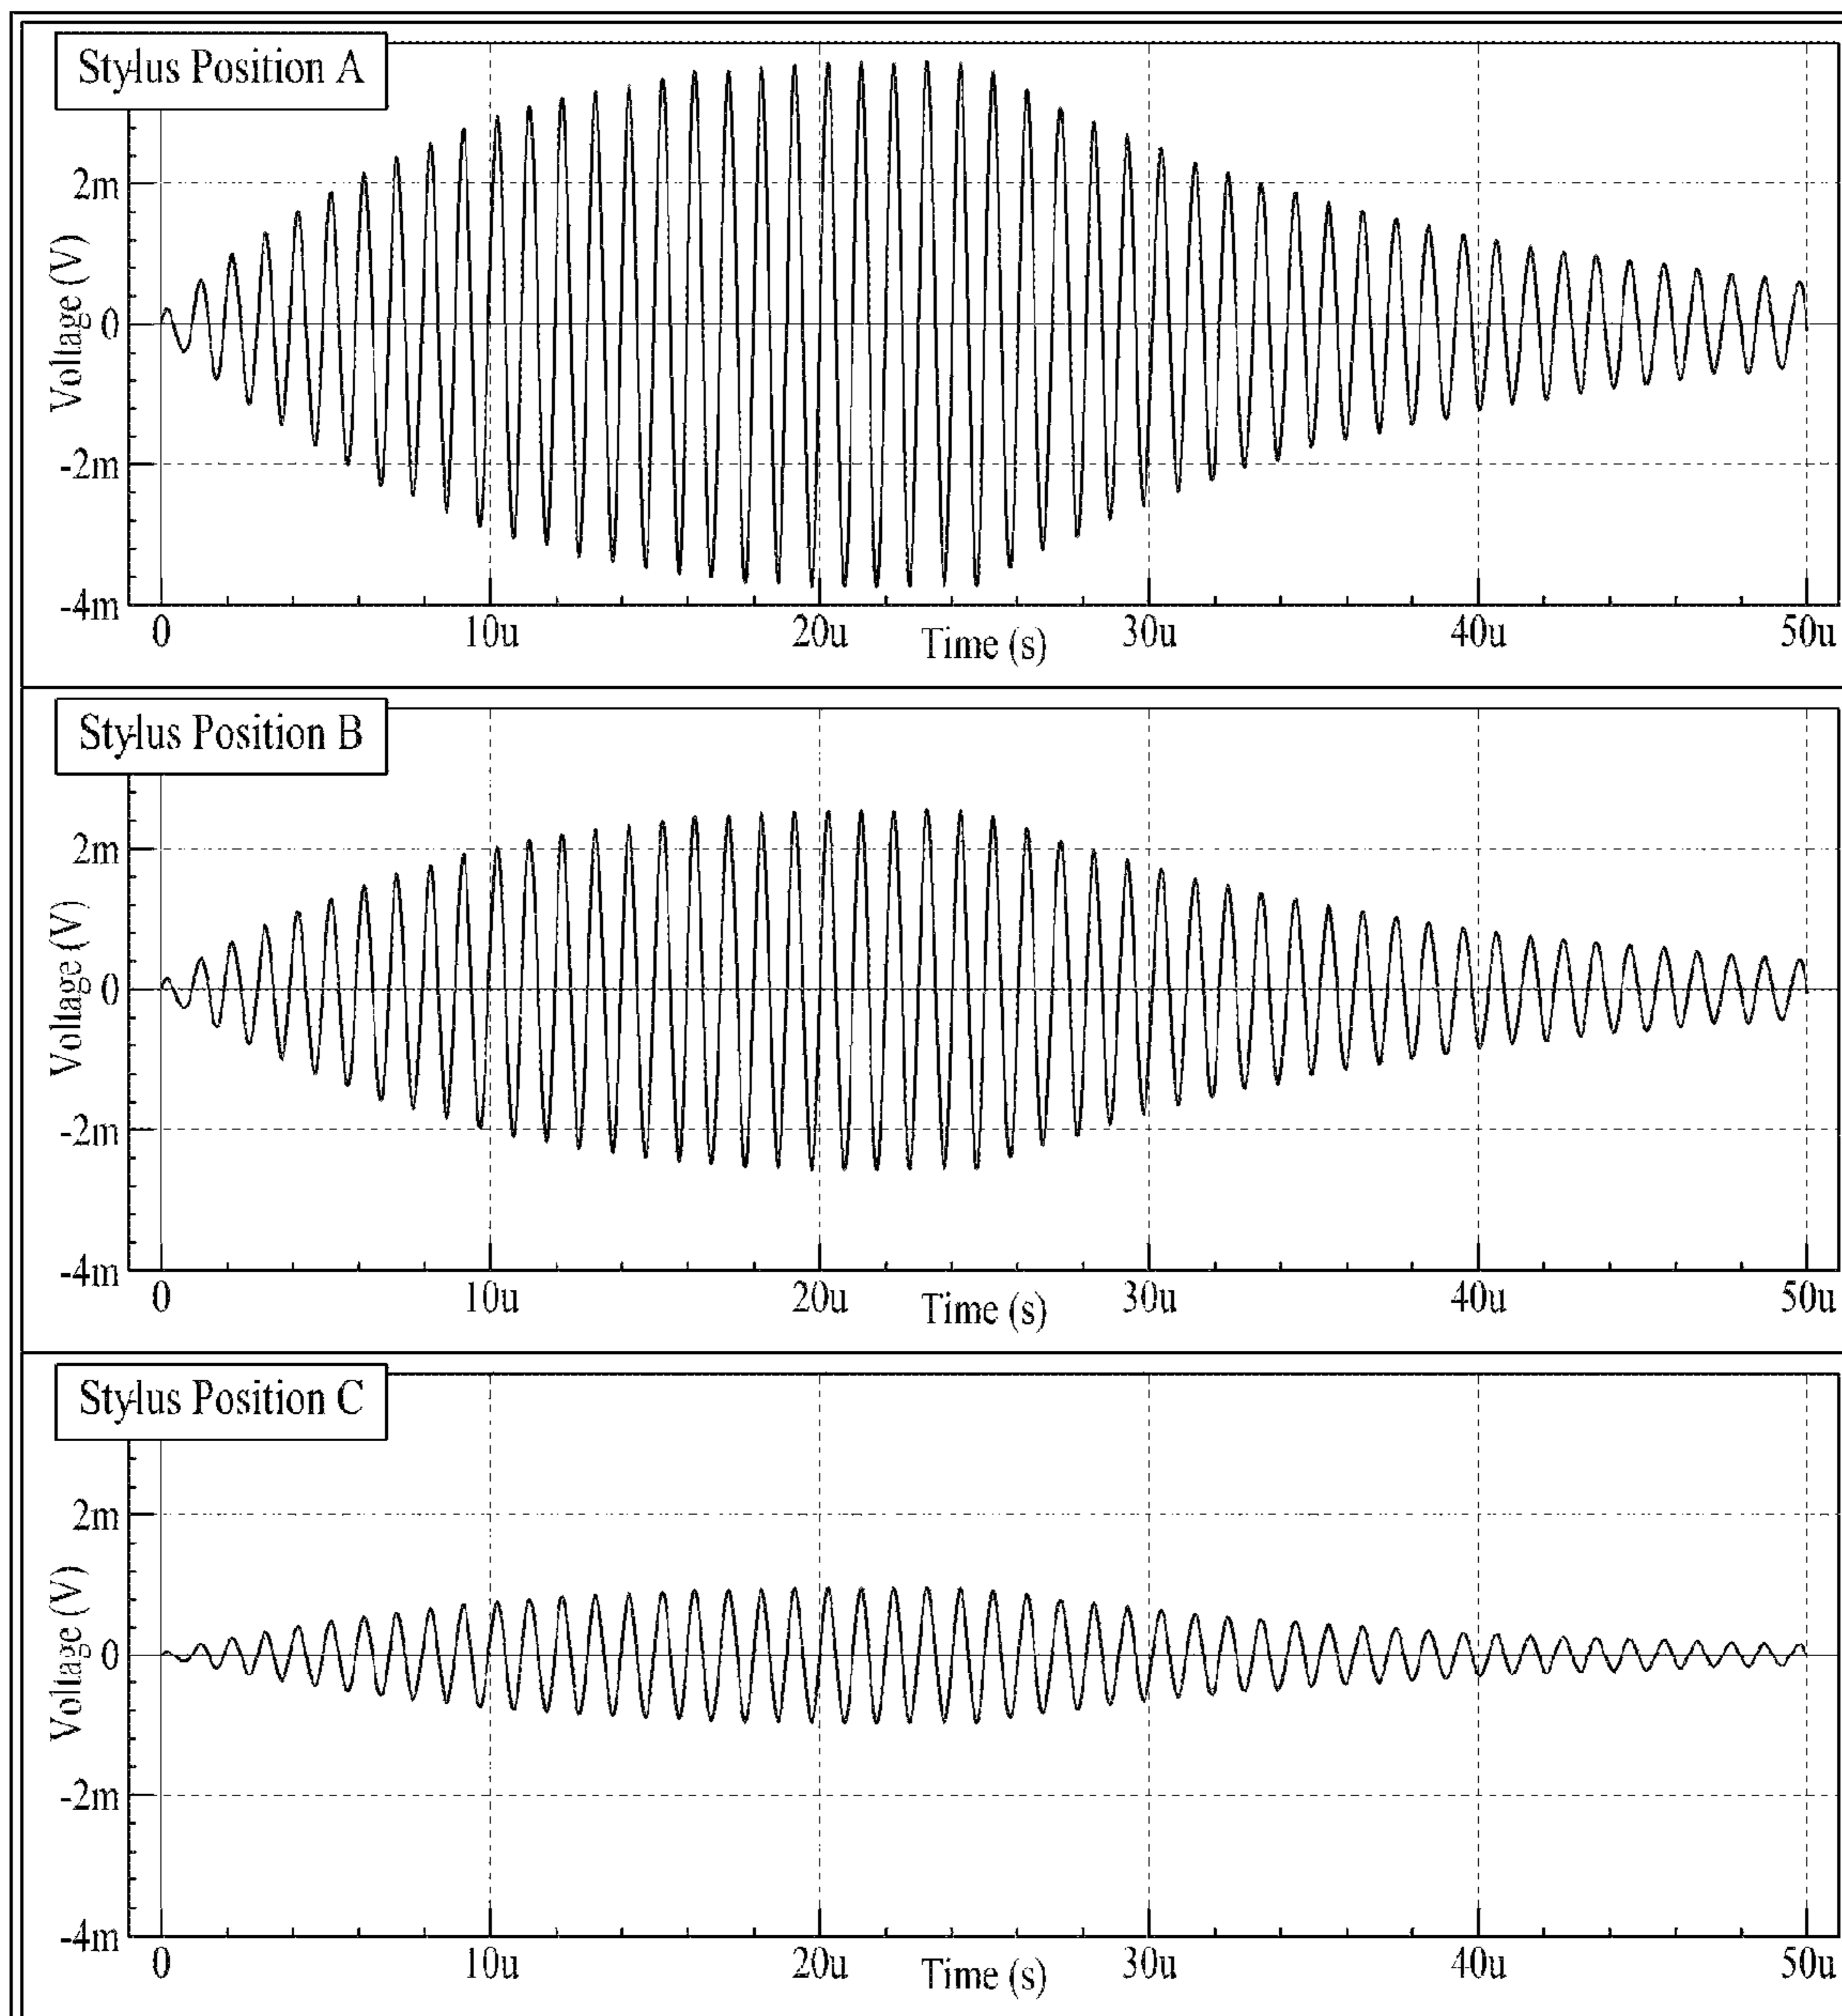 Stylus Position A
2m
Voltage (V)
0
-2m
-4m
0 10u 20u Time (s) 30u 40u 50u
Stylus Position B
2m
Voltage (V)
0
-2m
-4m
0 10u 20u Time (s) 30u 40u 50u
Stylus Position C
2m
Voltage (V)
0
-2m
-4m
0 10u 20u Time (s) 30u 40u 50u